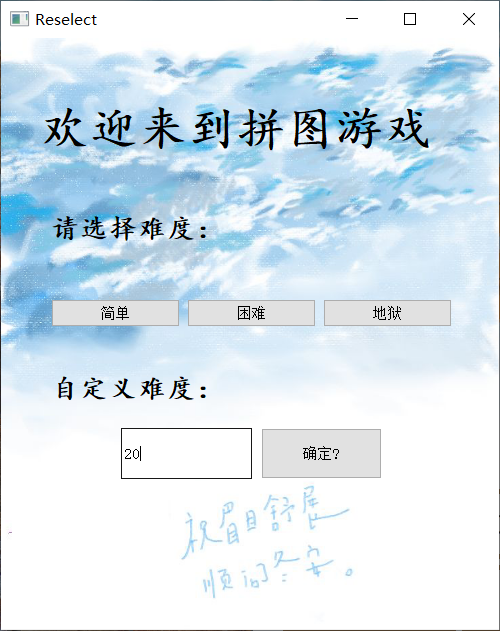 Reselect
欢迎来到拼图游戏
请选择难度：
简单 困难 地狱
自定义难度：
20 确定?
祝眉目舒展
顺问冬安。